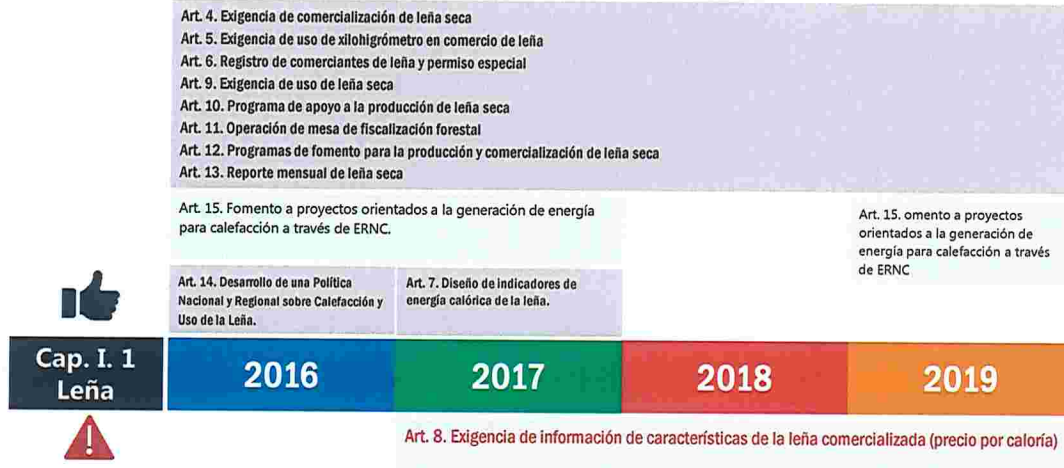 Art. 4. Exigencia de comercialización de leña seca
Art. 5. Exigencia de uso de xilohigrómetro en comercio de leña
Art. 6. Registro de comerciantes de leña y permiso especial
Art. 9. Exigencia de uso de leña seca
Art. 10. Programa de apoyo a la producción de leña seca
Art. 11. Operación de mesa de fiscalización forestal
Art. 12. Programas de fomento para la producción y comercialización de leña seca
Art. 13. Reporte mensual de leña seca
Art. 15. Fomento a proyectos orientados a la generación de energía
para calefacción a través de ERNC.
Art. 15. omento a proyectos
orientados a la generación de
energía para calefacción a través
de ERNC
Art. 14. Desarrollo de una Política
Nacional y Regional sobre Calefacción y
Uso de la Leña.
Art. 7. Diseño de indicadores de
energía calórica de la leña.
Cap. I. 1
Leña
2016
2017
2018
2019
Art. 8. Exigencia de información de características de la leña comercializada (precio por caloría)